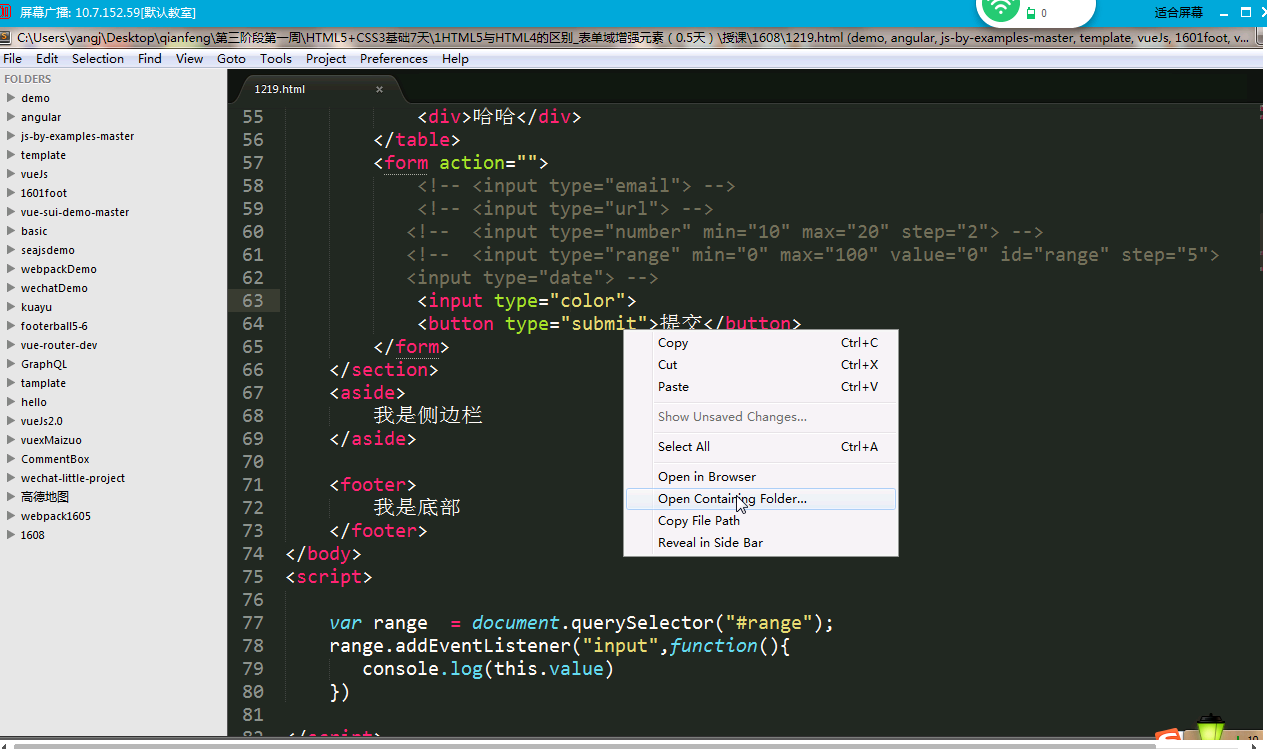 屏幕广播: 10.7.152.59[默认教室]
0
适合屏幕
C:\Users\yangj\Desktop\qianfeng\第三阶段第一周\HTML5+CSS3基础7天\1HTML5与HTML4的区别_表单域增强元素（0.5天）\授课\1608\1219.html (demo, angular, js-by-examples-master, template, vueJs, 1601foot, v...
File Edit Selection Find View Goto Tools Project Preferences Help
FOLDERS
demo
angular
js-by-examples-master
template
vueJs
1601foot
vue-sui-demo-master
basic
seajsdemo
webpackDemo
wechatDemo
kuayu
footerball5-6
vue-router-dev
GraphQL
tamplate
hello
vueJs2.0
vuexMaizuo
CommentBox
wechat-little-project
高德地图
webpack1605
1608
1219.html ×
55 <div>哈哈</div>
56 </table>
57 <form action="">
58 <!-- <input type="email"> -->
59 <!-- <input type="url"> -->
60 <!-- <input type="number" min="10" max="20" step="2"> -->
61 <!-- <input type="range" min="0" max="100" value="0" id="range" step="5">
62 <input type="date"> -->
63 <input type="color">
64 <button type="submit">提交</button>
65 </form>
66 </section>
67 <aside>
68 我是侧边栏
69 </aside>
70
71 <footer>
72 我是底部
73 </footer>
74 </body>
75 <script>
76
77 var range = document.querySelector("#range");
78 range.addEventListener("input",function(){
79 console.log(this.value)
80 })
81
82 </script>
Copy Ctrl+C
Cut Ctrl+X
Paste Ctrl+V
Show Unsaved Changes...
Select All Ctrl+A
Open in Browser
Open Containing Folder...
Copy File Path
Reveal in Side Bar